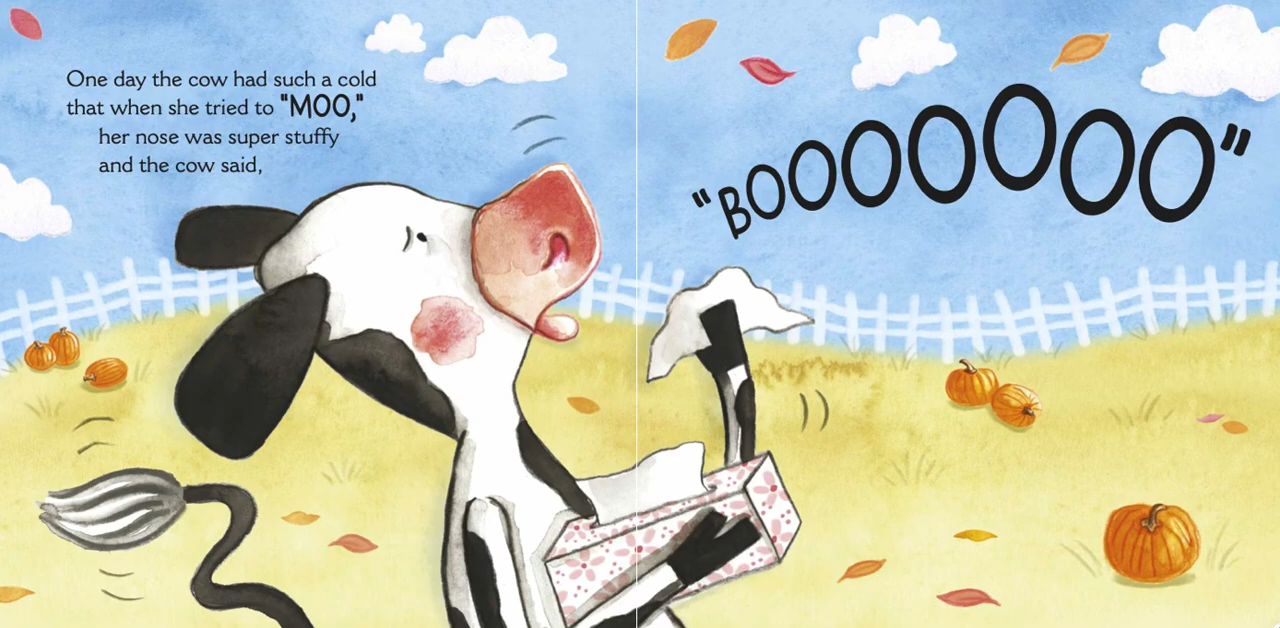 One day the cow had such a cold
that when she tried to "MOO,"
her nose was super stuffy
and the cow said,
"BOOOOOOO"